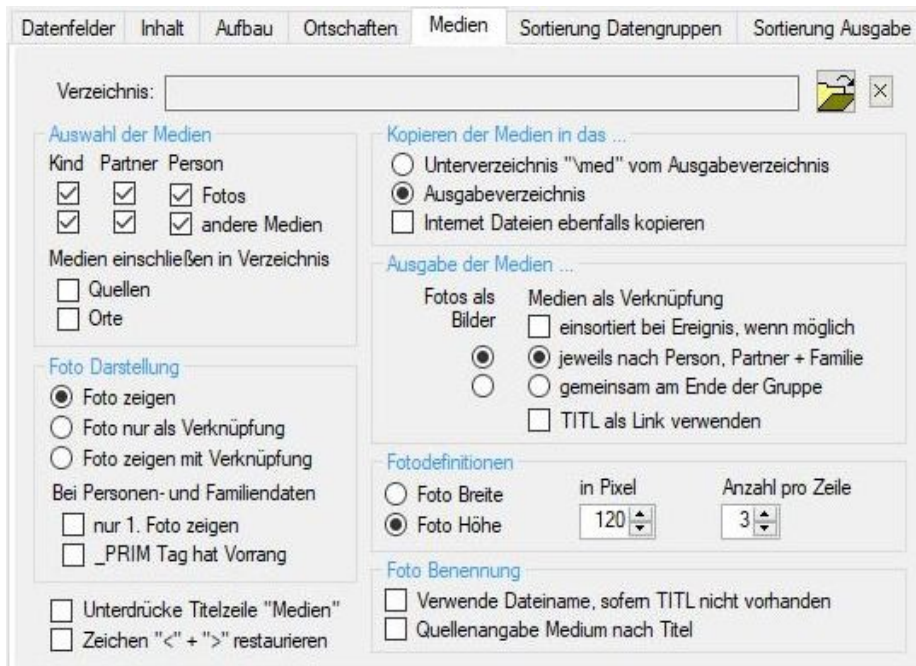 Datenfelder Inhalt Aufbau Ortschaften Medien Sortierung Datengruppen Sortierung Ausgabe
Verzeichnis:
Auswahl der Medien
Kind Partner Person
Fotos
andere Medien
Medien einschließen in Verzeichnis
Quellen
Orte
Foto Darstellung
Foto zeigen
Foto nur als Verknüpfung
Foto zeigen mit Verknüpfung
Bei Personen- und Familiendaten
nur 1. Foto zeigen
_PRIM Tag hat Vorrang
Unterdrücke Titelzeile "Medien"
Zeichen "<" + ">" restaurieren
Kopieren der Medien in das ...
Unterverzeichnis "\med" vom Ausgabeverzeichnis
Ausgabeverzeichnis
Internet Dateien ebenfalls kopieren
Ausgabe der Medien ...
Fotos als
Bilder
Medien als Verknüpfung
einsortiert bei Ereignis, wenn möglich
jeweils nach Person, Partner + Familie
gemeinsam am Ende der Gruppe
TITL als Link verwenden
Fotodefinitionen
Foto Breite
Foto Höhe
in Pixel
120
Anzahl pro Zeile
3
Foto Benennung
Verwende Dateiname, sofern TITL nicht vorhanden
Quellenangabe Medium nach Titel